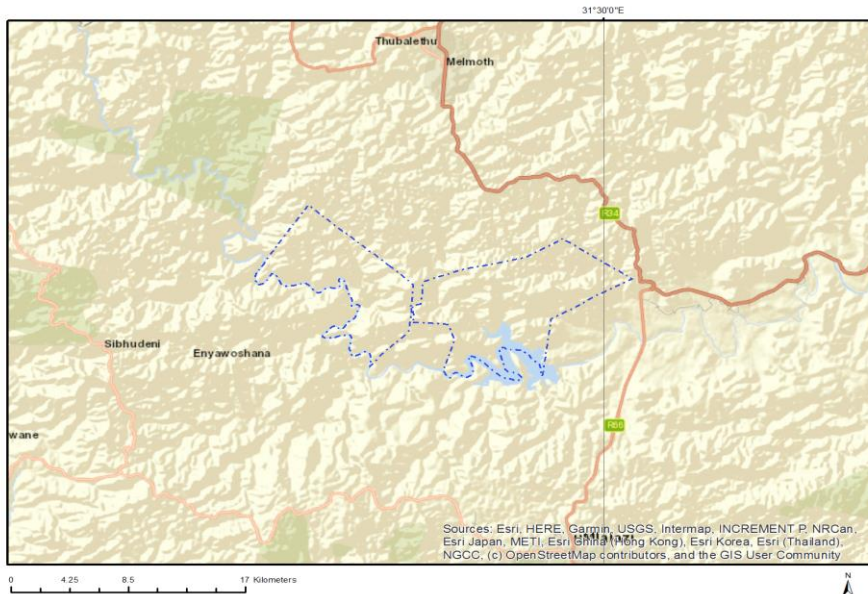 31°30'0"E
Thubalethu
Melmoth
R34
Sibhudeni
Enyawoshana
wane
R66
Sources: Esri, HERE, Garmin, USGS, Intermap, INCREMENT P, NRCan,
Esri Japan, METI, Esri China (Hong Kong), Esri Korea, Esri (Thailand),
NGCC, (c) OpenStreetMap contributors, and the GIS User Community
0 4.25 8.5 17 Kilometers
N